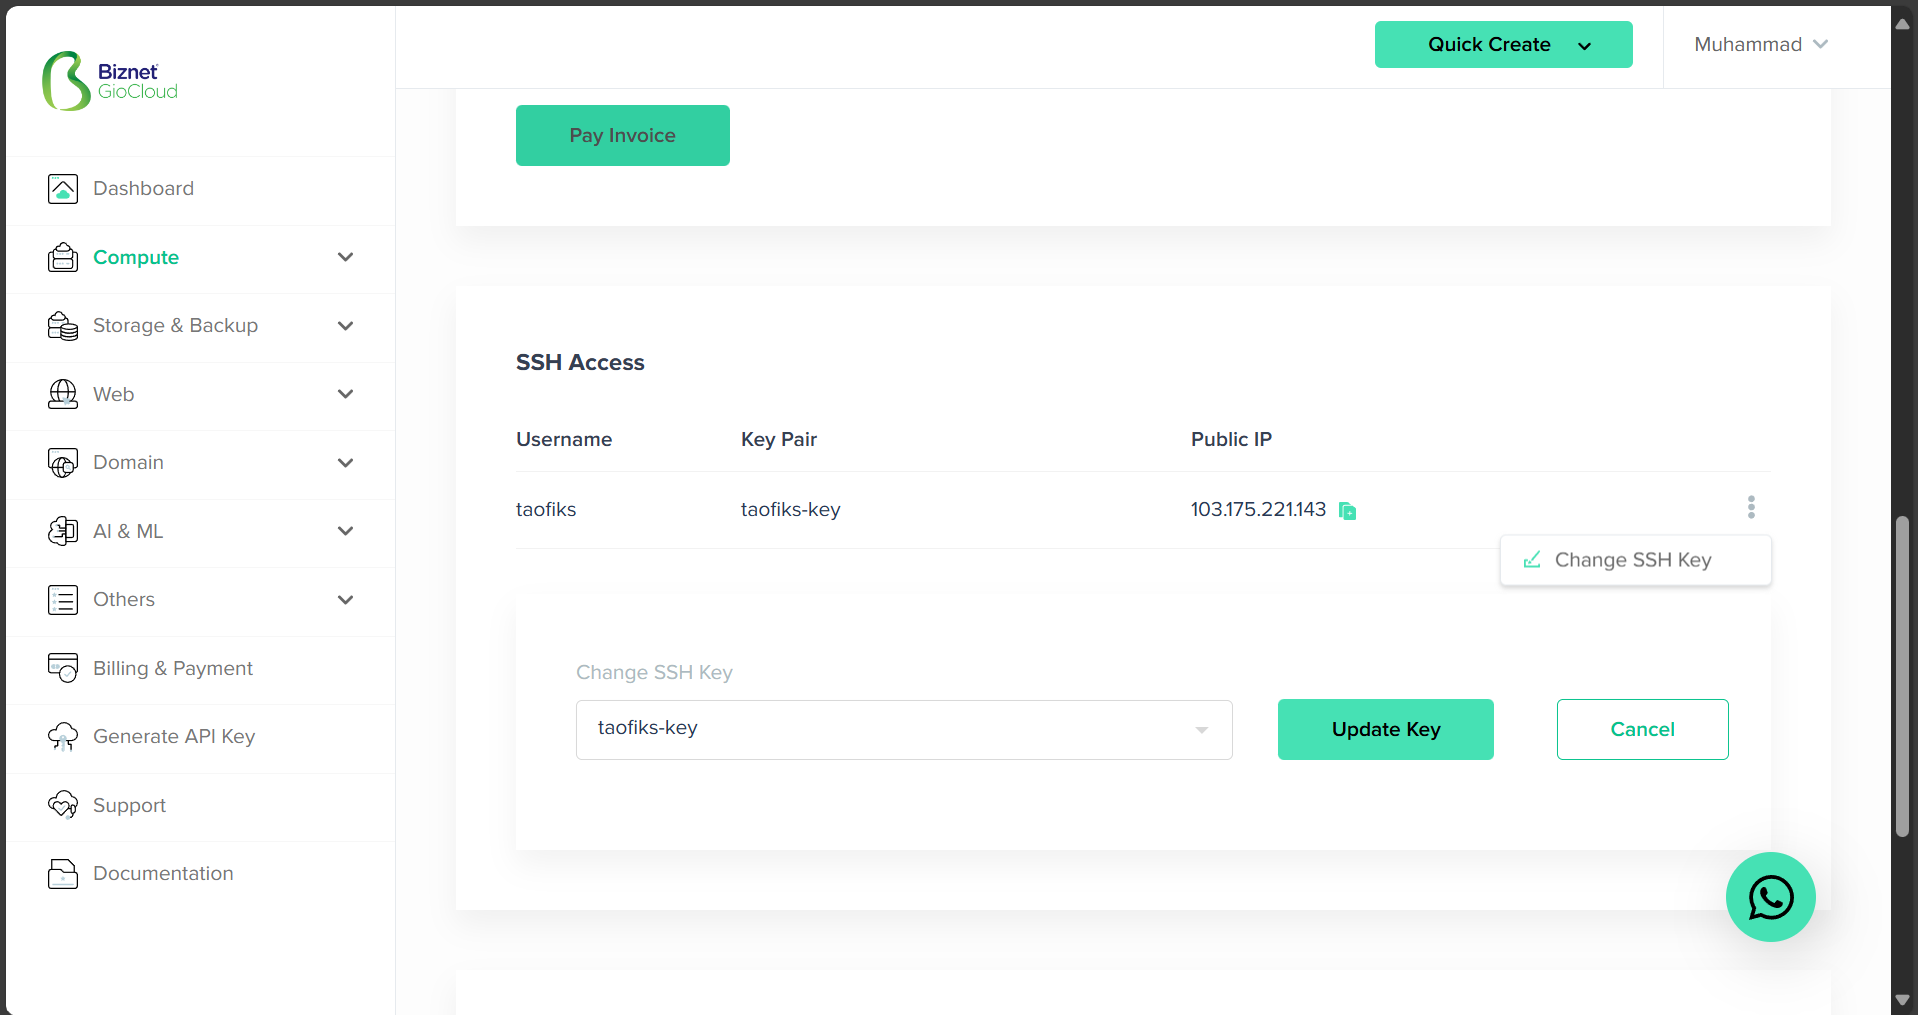 Biznet
GioCloud
Dashboard
Compute
Storage & Backup
Web
Domain
AI & ML
Others
Billing & Payment
Generate API Key
Support
Documentation
Quick Create
Muhammad
Pay Invoice
SSH Access
Username Key Pair Public IP
taofiks taofiks-key 103.175.221.143
Change SSH Key
Change SSH Key
taofiks-key
Update Key
Cancel